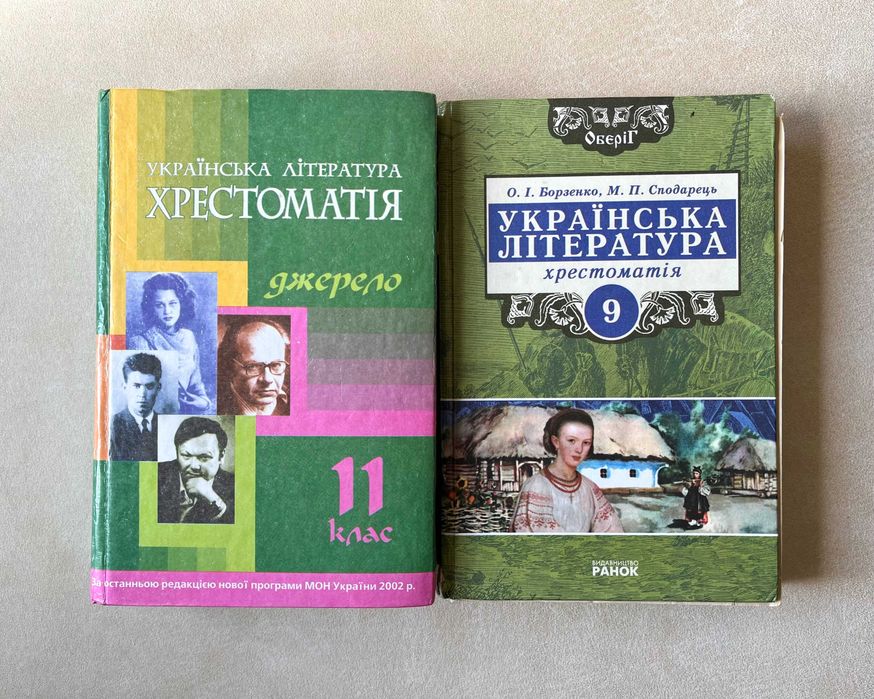 УКРАЇНСЬКА ЛІТЕРАТУРА
ХРЕСТОМАТІЯ
джерело
11
клас
За останньою редакцією нової програми МОН України 2002 р.
ОберіГ
О. І. Борзенко, М. П. Сподарець
УКРАЇНСЬКА
ЛІТЕРАТУРА
хрестоматія
9
ВИДАВНИЦТВО
РАНОК